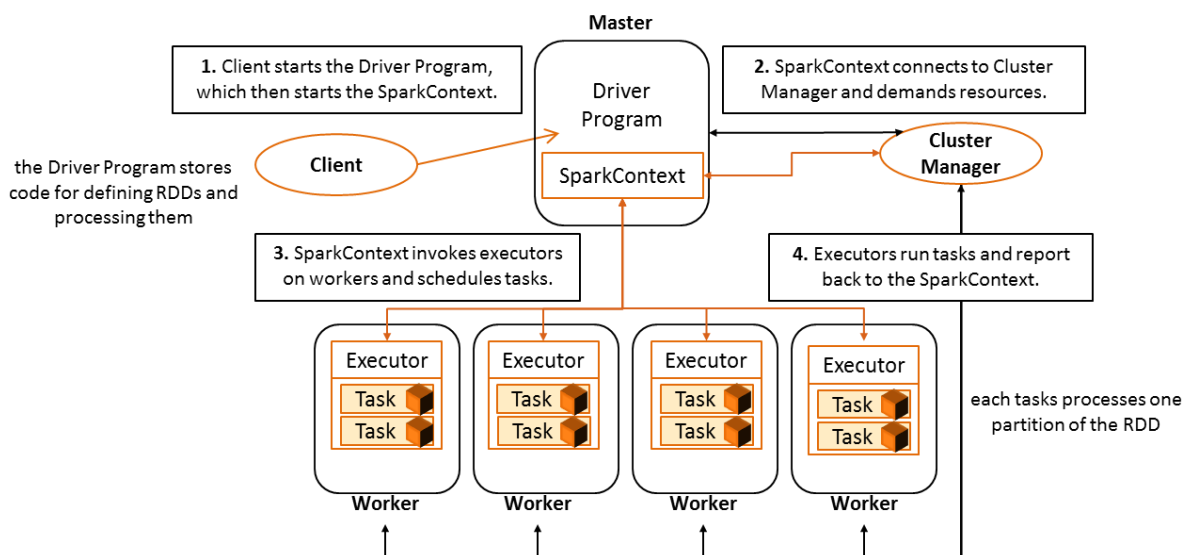 Master
1. Client starts the Driver Program,
which then starts the SparkContext.
2. SparkContext connects to Cluster
Manager and demands resources.
Driver
Program
Client
Cluster
Manager
SparkContext
the Driver Program stores
code for defining RDDs and
processing them
3. SparkContext invokes executors
on workers and schedules tasks.
4. Executors run tasks and report
back to the SparkContext.
Executor
Task
Task
Worker
Executor
Task
Task
Worker
Executor
Task
Task
Worker
Executor
Task
Task
Worker
each tasks processes one
partition of the RDD